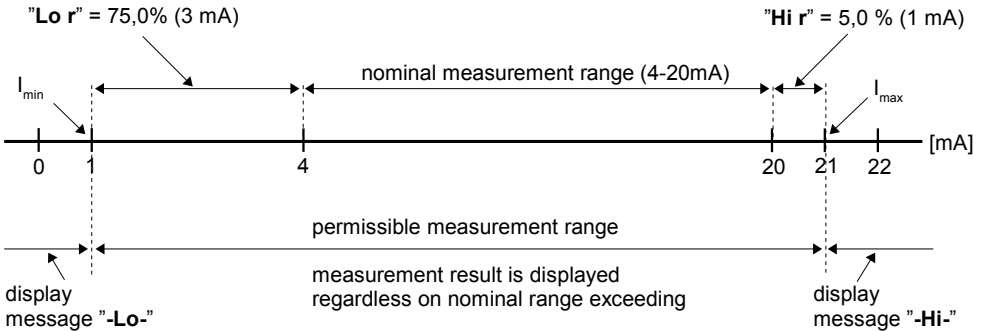 "Lo r" = 75,0% (3 mA)
"Hi r" = 5,0 % (1 mA)
nominal measurement range (4-20mA)
Imin
Imax
[mA]
0 1 4 20 21 22
permissible measurement range
measurement result is displayed
regardless on nominal range exceeding
display
message "-Lo-"
display
message "-Hi-"